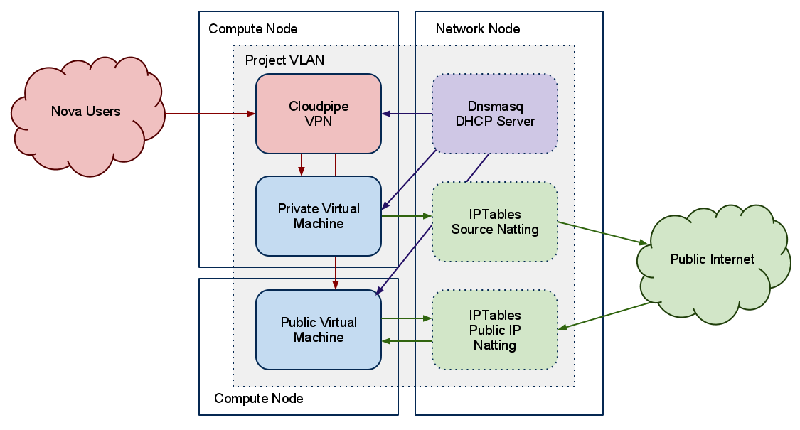 Compute Node
Network Node
Project VLAN
Nova Users
Cloudpipe
VPN
Dnsmasq
DHCP Server
Private Virtual
Machine
IPTables
Source Natting
Public Internet
Public Virtual
Machine
IPTables
Public IP
Natting
Compute Node